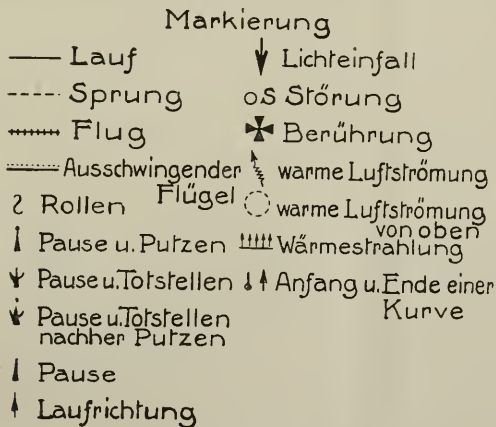 Markierung
Lauf
Sprung
Flug
Ausschwingender
Flügel
Rollen
Pause u. Putzen
Pause u. Totstellen
Pause u. Totstellen
nachher Putzen
Pause
Laufrichtung
Lichteinfall
oS Störung
Berührung
warme Luftströmung
warme Luftströmung
von oben
Wärmestrahlung
Anfang u. Ende einer
Kurve